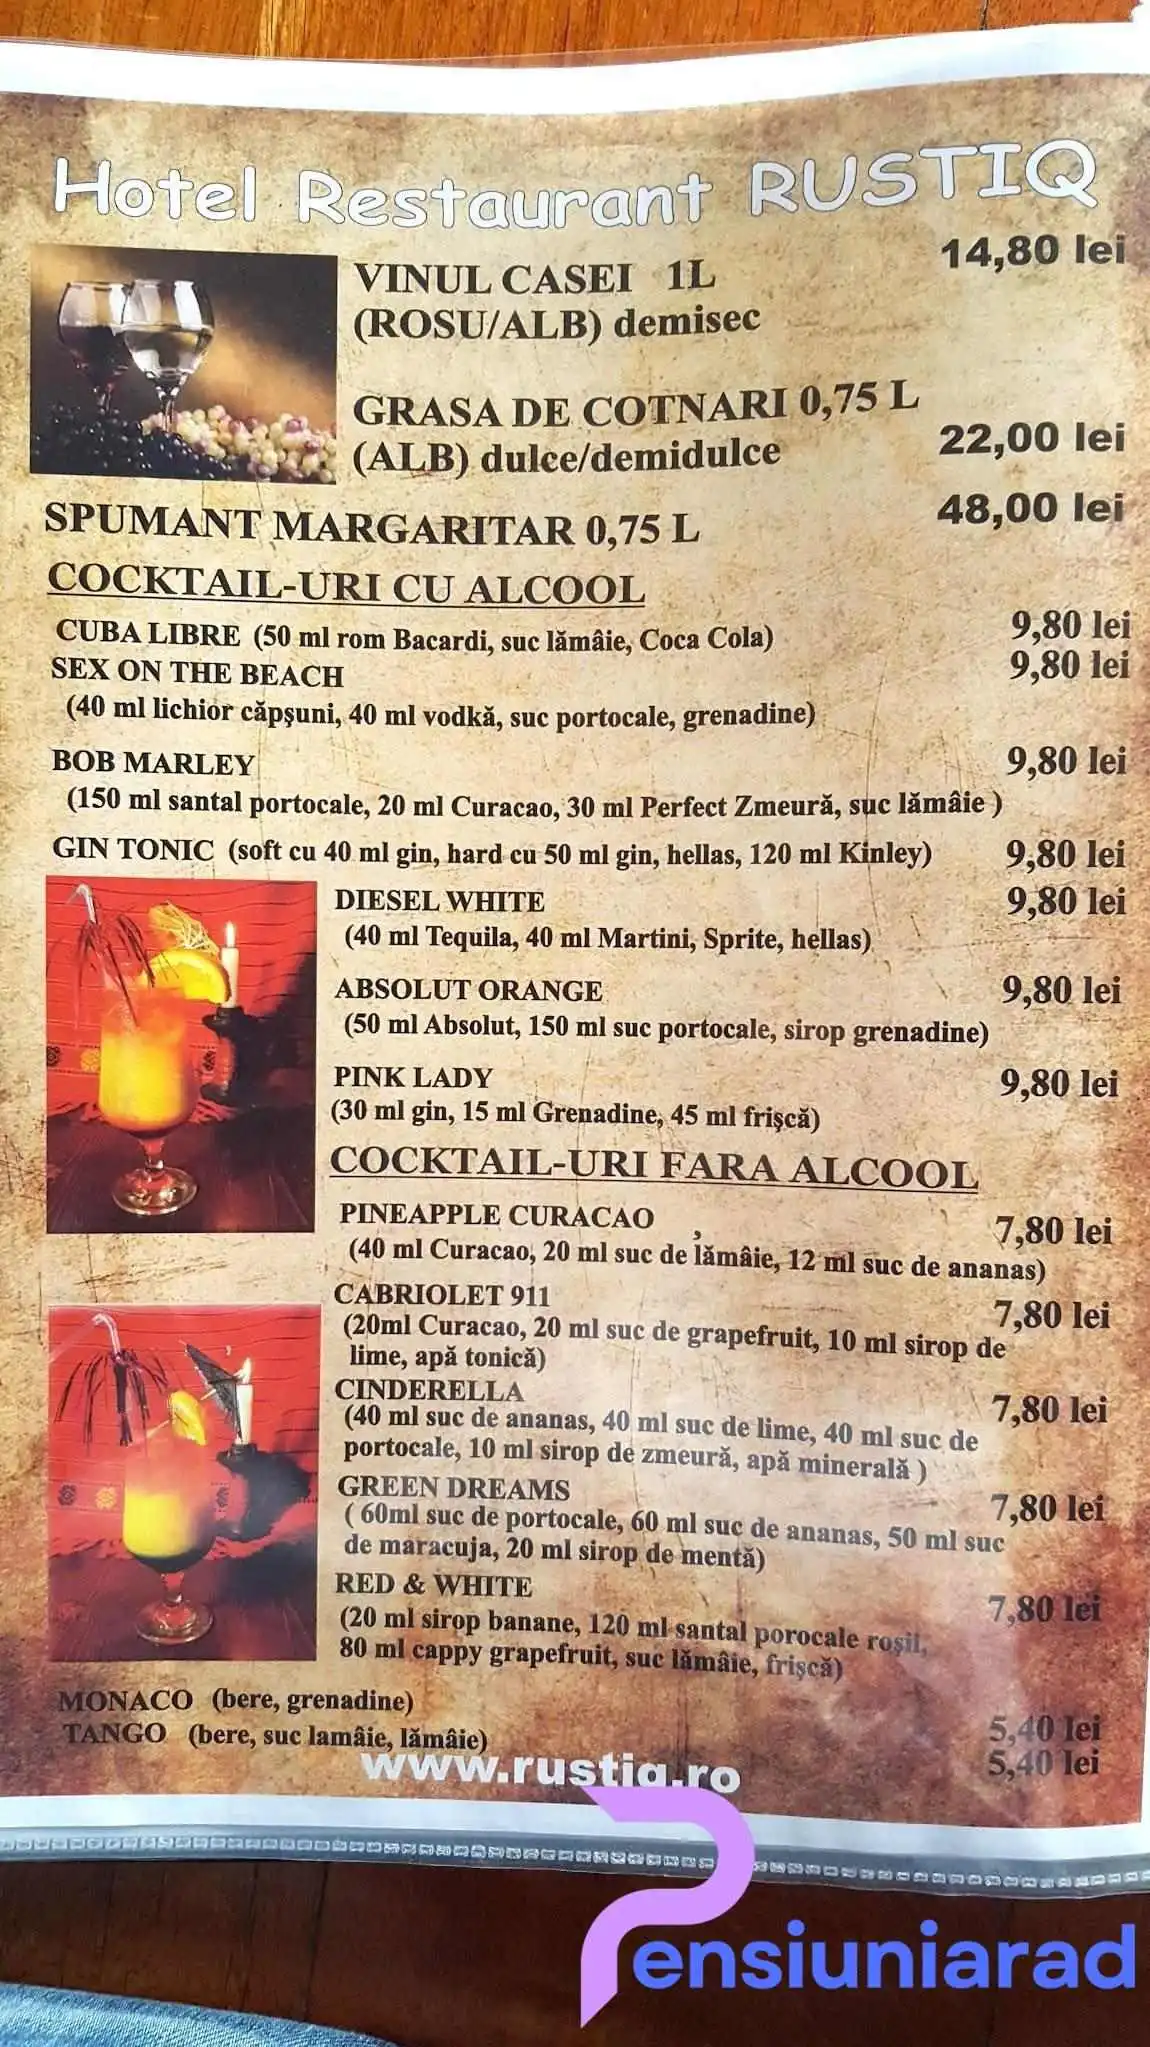 Hotel Restaurant RUSTIQ
VINUL CASEI 1L 14,80 lei
(ROSU/ALB) demisec
GRASA DE COTNARI 0,75 L
(ALB) dulce/demidulce 22,00 lei
SPUMANT MARGARITAR 0,75 L 48,00 lei
COCKTAIL-URI CU ALCOOL
CUBA LIBRE (50 ml rom Bacardi, suc lămâie, Coca Cola) 9,80 lei
SEX ON THE BEACH 9,80 lei
(40 ml lichior căpşuni, 40 ml vodkă, suc portocale, grenadine)
BOB MARLEY 9,80 lei
(150 ml santal portocale, 20 ml Curacao, 30 ml Perfect Zmeură, suc lămâie )
GIN TONIC (soft cu 40 ml gin, hard cu 50 ml gin, hellas, 120 ml Kinley) 9,80 lei
DIESEL WHITE 9,80 lei
(40 ml Tequila, 40 ml Martini, Sprite, hellas)
ABSOLUT ORANGE 9,80 lei
(50 ml Absolut, 150 ml suc portocale, sirop grenadine)
PINK LADY 9,80 lei
(30 ml gin, 15 ml Grenadine, 45 ml frişcă)
COCKTAIL-URI FARA ALCOOL
PINEAPPLE CURACAO 7,80 lei
(40 ml Curacao, 20 ml suc de lămâie, 12 ml suc de ananas)
CABRIOLET 911 7,80 lei
(20ml Curacao, 20 ml suc de grapefruit, 10 ml sirop de
lime, apă tonică)
CINDERELLA 7,80 lei
(40 ml suc de ananas, 40 ml suc de lime, 40 ml suc de
portocale, 10 ml sirop de zmeură, apă minerală )
GREEN DREAMS 7,80 lei
( 60ml suc de portocale, 60 ml suc de ananas, 50 ml suc
de maracuja, 20 ml sirop de mentă)
RED & WHITE 7,80 lei
(20 ml sirop banane, 120 ml santal porocale roşii,
80 ml cappy grapefruit, suc lămâie, frişcă)
MONACO (bere, grenadine) 5,40 lei
TANGO (bere, suc lamâie, lămâie) 5,40 lei
www.rustiq.ro
Pensiuniarad